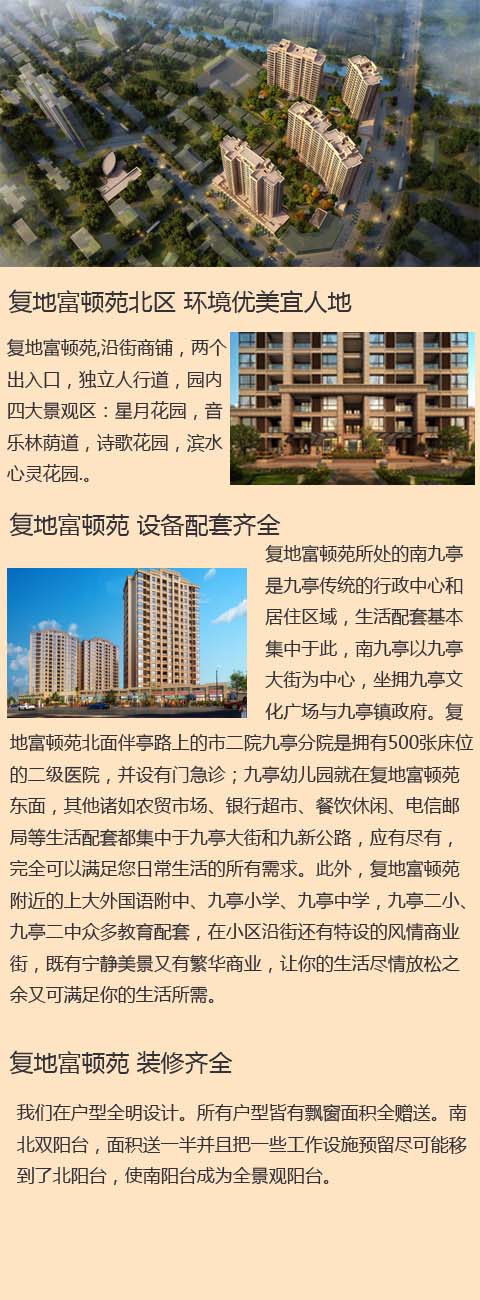 复地富顿苑北区 环境优美宜人地
复地富顿苑,沿街商铺，两个
出入口，独立人行道，园内
四大景观区：星月花园，音
乐林荫道，诗歌花园，滨水
心灵花园.。
复地富顿苑 设备配套齐全
复地富顿苑所处的南九亭
是九亭传统的行政中心和
居住区域，生活配套基本
集中于此，南九亭以九亭
大街为中心，坐拥九亭文
化广场与九亭镇政府。复
地富顿苑北面伴亭路上的市二院九亭分院是拥有500张床位
的二级医院，并设有门急诊；九亭幼儿园就在复地富顿苑
东面，其他诸如农贸市场、银行超市、餐饮休闲、电信邮
局等生活配套都集中于九亭大街和九新公路，应有尽有，
完全可以满足您日常生活的所有需求。此外，复地富顿苑
附近的上大外国语附中、九亭小学、九亭中学，九亭二小、
九亭二中众多教育配套，在小区沿街还有特设的风情商业
街，既有宁静美景又有繁华商业，让你的生活尽情放松之
余又可满足你的生活所需。
复地富顿苑 装修齐全
我们在户型全明设计。所有户型皆有飘窗面积全赠送。南
北双阳台，面积送一半并且把一些工作设施预留尽可能移
到了北阳台，使南阳台成为全景观阳台。